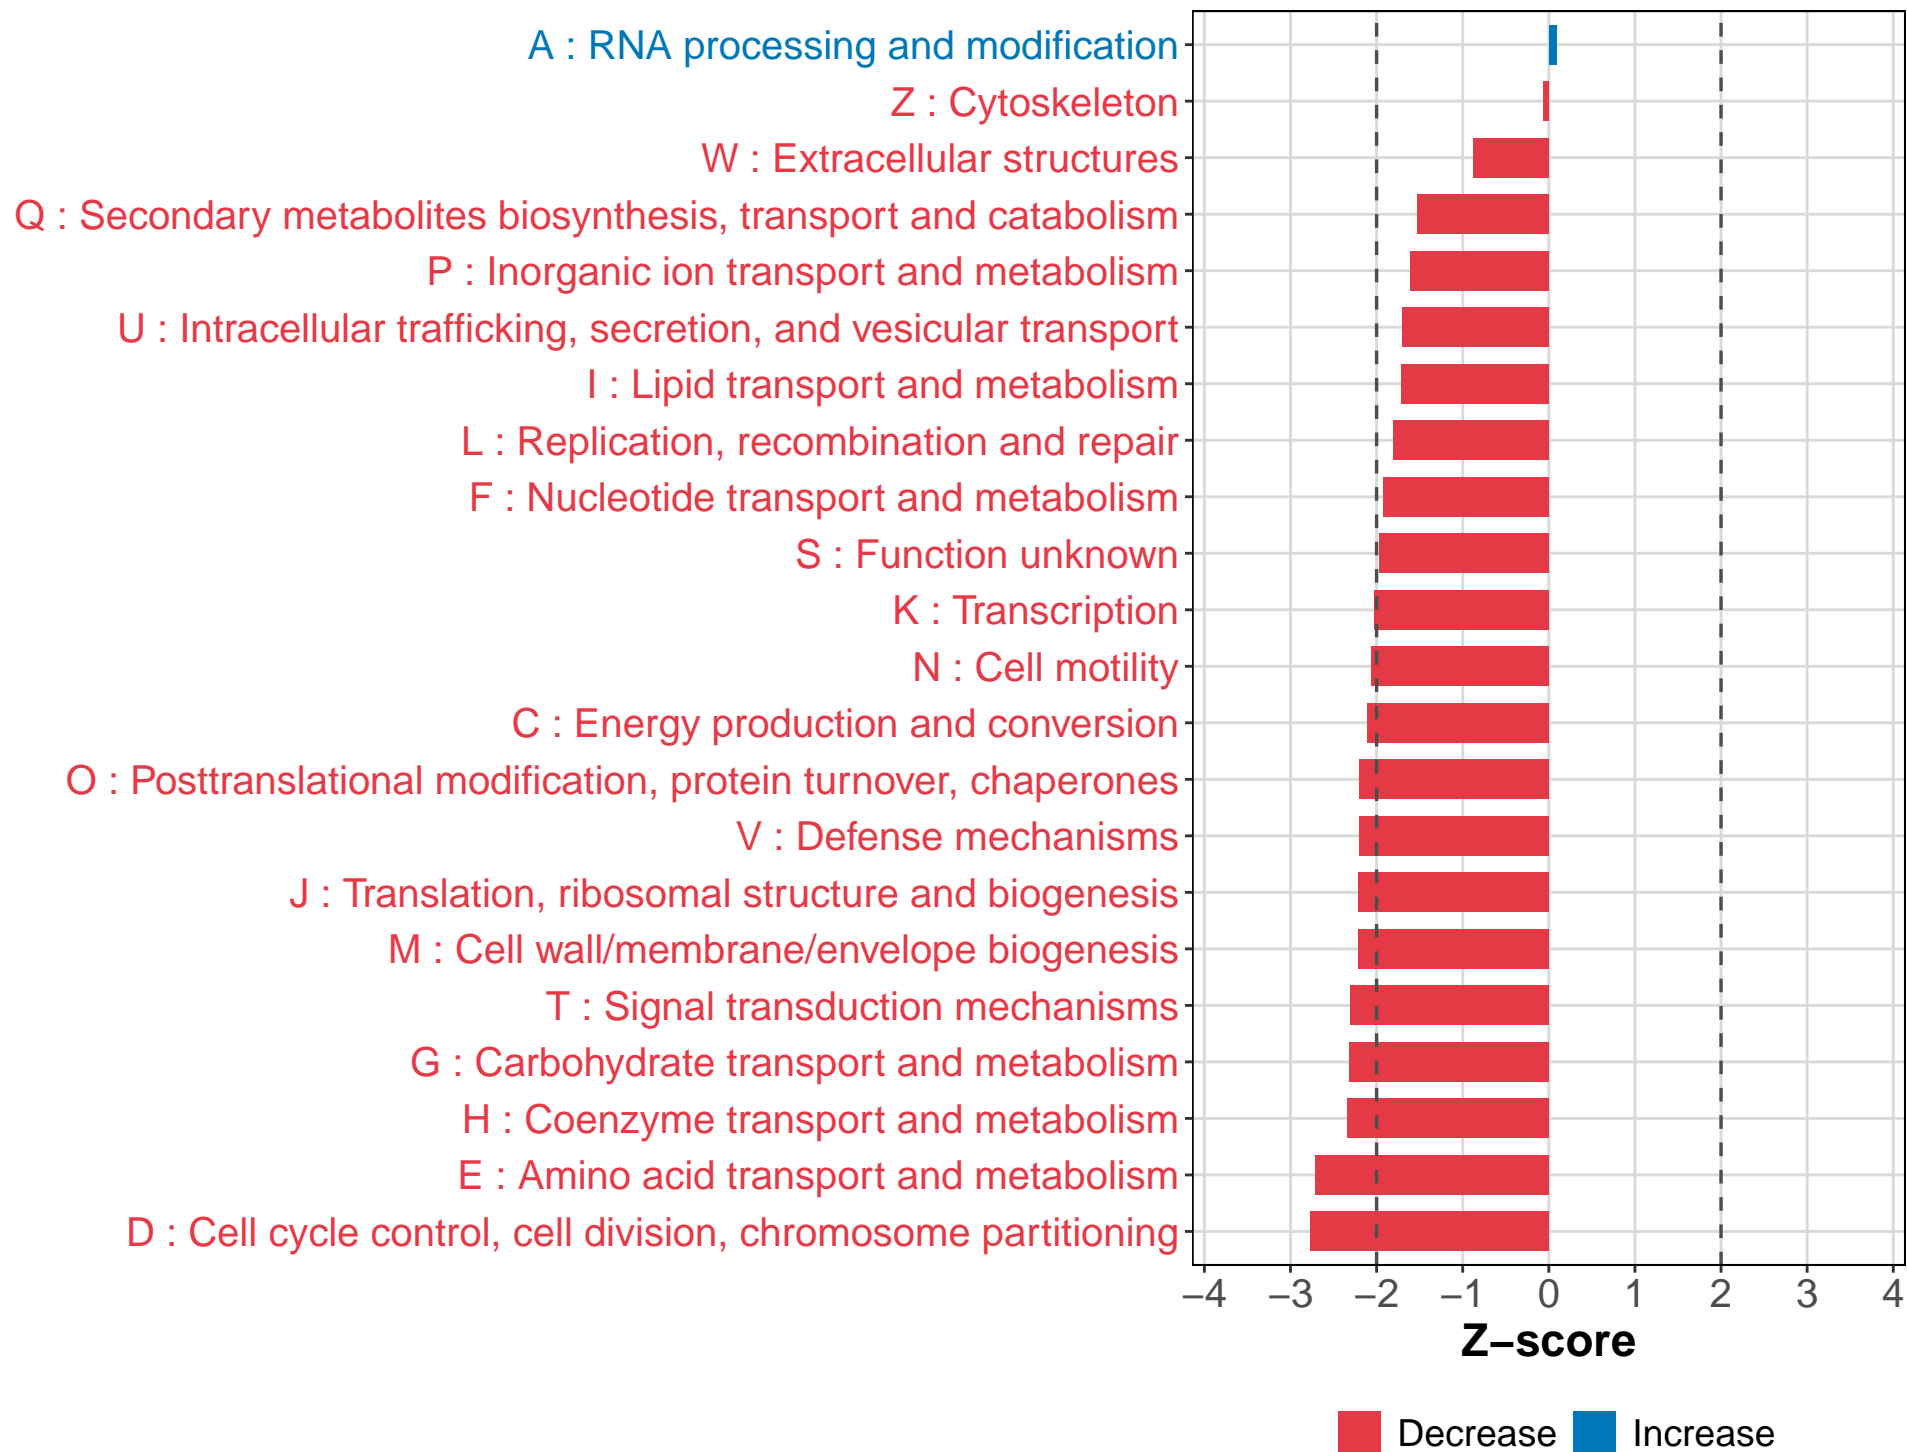 A : RNA processing and modification
Z : Cytoskeleton
W : Extracellular structures
Q : Secondary metabolites biosynthesis, transport and catabolism
P : Inorganic ion transport and metabolism
U : Intracellular trafficking, secretion, and vesicular transport
I : Lipid transport and metabolism
L : Replication, recombination and repair
F : Nucleotide transport and metabolism
S : Function unknown
K : Transcription
N : Cell motility
C : Energy production and conversion
O : Posttranslational modification, protein turnover, chaperones
V : Defense mechanisms
J : Translation, ribosomal structure and biogenesis
M : Cell wall/membrane/envelope biogenesis
T : Signal transduction mechanisms
G : Carbohydrate transport and metabolism
H : Coenzyme transport and metabolism
E : Amino acid transport and metabolism
D : Cell cycle control, cell division, chromosome partitioning
−4 −3 −2 −1 0 1 2 3 4
Z−score
Decrease Increase